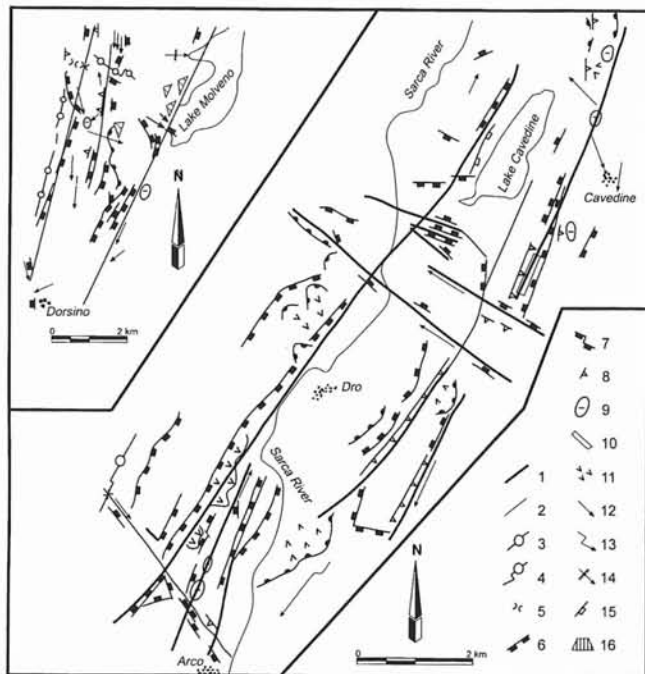 Lake Molveno
N
Dorsino
0 2 km
Sarca River
Lake Cavedine
Cavedine
Dro
Sarca River
Arco
N
0 2 km
1
2
3
4
5
6
7
8
9
10
11
12
13
14
15
16